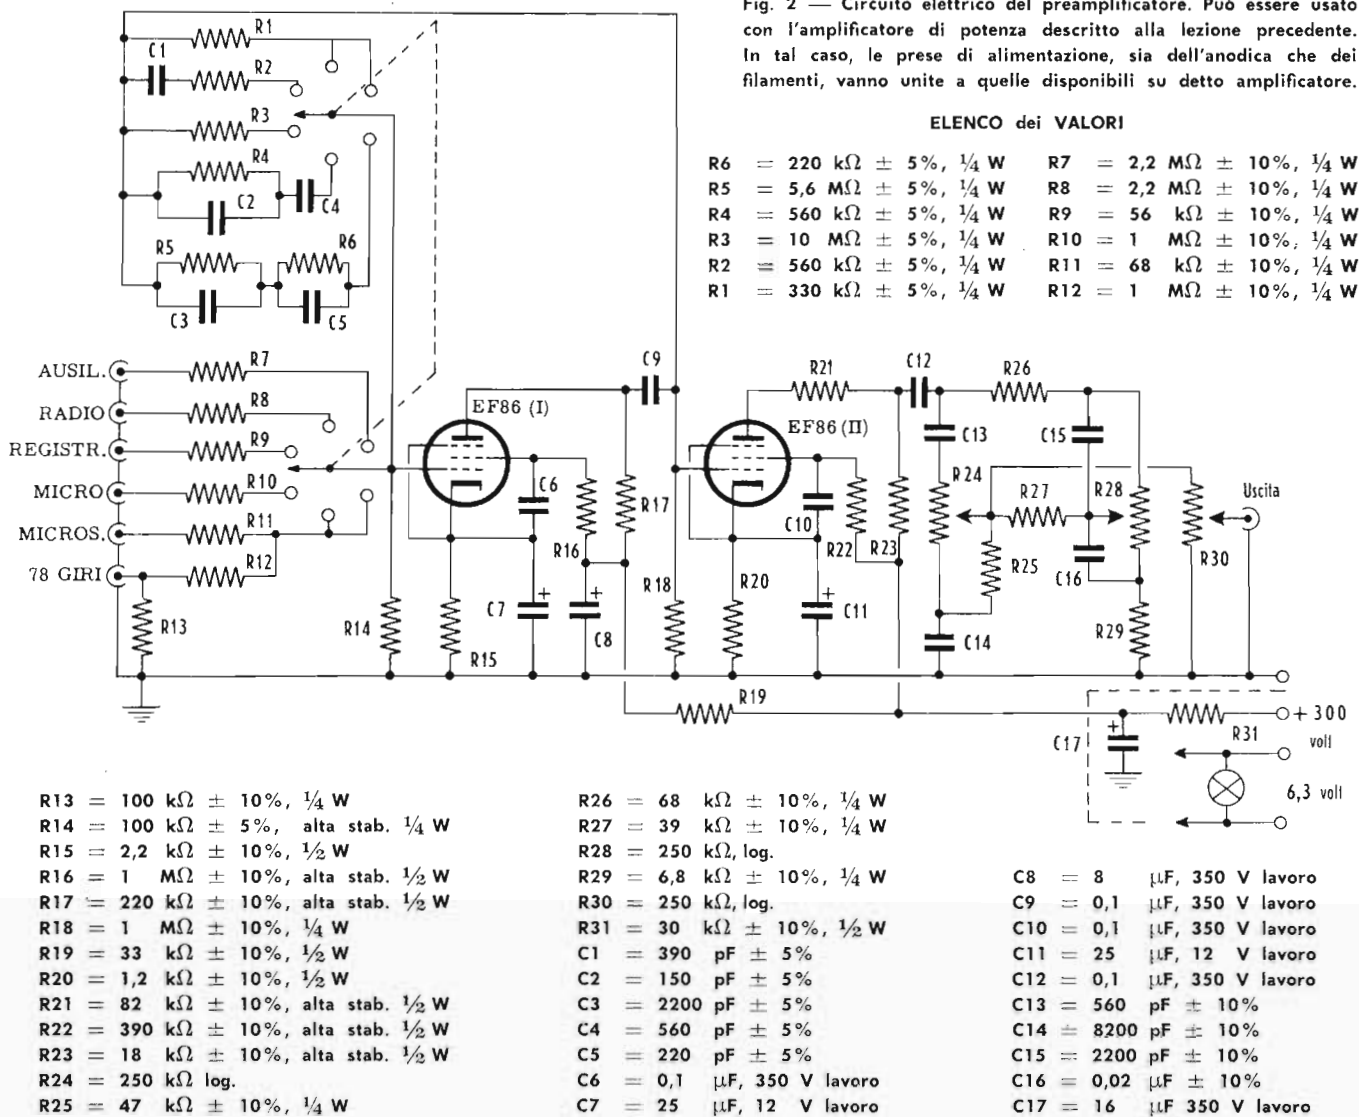 Fig. 2 — Circuito elettrico del preamplificatore. Può essere usato
con l'amplificatore di potenza descritto alla lezione precedente.
In tal caso, le prese di alimentazione, sia dell'anodica che dei
filamenti, vanno unite a quelle disponibili su detto amplificatore.
ELENCO dei VALORI
R6 = 220 kΩ ± 5%, ¼ W
R5 = 5,6 MΩ ± 5%, ¼ W
R4 = 560 kΩ ± 5%, ¼ W
R3 = 10 MΩ ± 5%, ¼ W
R2 = 560 kΩ ± 5%, ¼ W
R1 = 330 kΩ ± 5%, ¼ W
R7 = 2,2 MΩ ± 10%, ¼ W
R8 = 2,2 MΩ ± 10%, ¼ W
R9 = 56 kΩ ± 10%, ¼ W
R10 = 1 MΩ ± 10%, ¼ W
R11 = 68 kΩ ± 10%, ¼ W
R12 = 1 MΩ ± 10%, ¼ W
R1
C1
R2
R3
R4
C2
C4
R5
R6
C3
C5
AUSIL.
R7
RADIO
R8
REGISTR.
R9
MICRO
R10
MICROS.
R11
78 GIRI
R12
R13
R14
EF86 (I)
R15
C6
C7
R16
C8
R17
C9
R18
R19
EF86 (II)
R20
R21
C10
C11
R22
R23
C12
C13
R24
C14
R25
R26
R27
C15
C16
R28
R29
R30
Uscita
C17
+
R31
+ 300
volt
6,3 volt
R13 = 100 kΩ ± 10%, ¼ W
R14 = 100 kΩ ± 5%, alta stab. ¼ W
R15 = 2,2 kΩ ± 10%, ½ W
R16 = 1 MΩ ± 10%, alta stab. ½ W
R17 = 220 kΩ ± 10%, alta stab. ½ W
R18 = 1 MΩ ± 10%, ¼ W
R19 = 33 kΩ ± 10%, ½ W
R20 = 1,2 kΩ ± 10%, ½ W
R21 = 82 kΩ ± 10%, alta stab. ½ W
R22 = 390 kΩ ± 10%, alta stab. ½ W
R23 = 18 kΩ ± 10%, alta stab. ½ W
R24 = 250 kΩ log.
R25 = 47 kΩ ± 10%, ¼ W
R26 = 68 kΩ ± 10%, ¼ W
R27 = 39 kΩ ± 10%, ¼ W
R28 = 250 kΩ, log.
R29 = 6,8 kΩ ± 10%, ¼ W
R30 = 250 kΩ, log.
R31 = 30 kΩ ± 10%, ½ W
C1 = 390 pF ± 5%
C2 = 150 pF ± 5%
C3 = 2200 pF ± 5%
C4 = 560 pF ± 5%
C5 = 220 pF ± 5%
C6 = 0,1 µF, 350 V lavoro
C7 = 25 µF, 12 V lavoro
C8 = 8 µF, 350 V lavoro
C9 = 0,1 µF, 350 V lavoro
C10 = 0,1 µF, 350 V lavoro
C11 = 25 µF, 12 V lavoro
C12 = 0,1 µF, 350 V lavoro
C13 = 560 pF ± 10%
C14 = 8200 pF ± 10%
C15 = 2200 pF ± 10%
C16 = 0,02 µF ± 10%
C17 = 16 µF 350 V lavoro